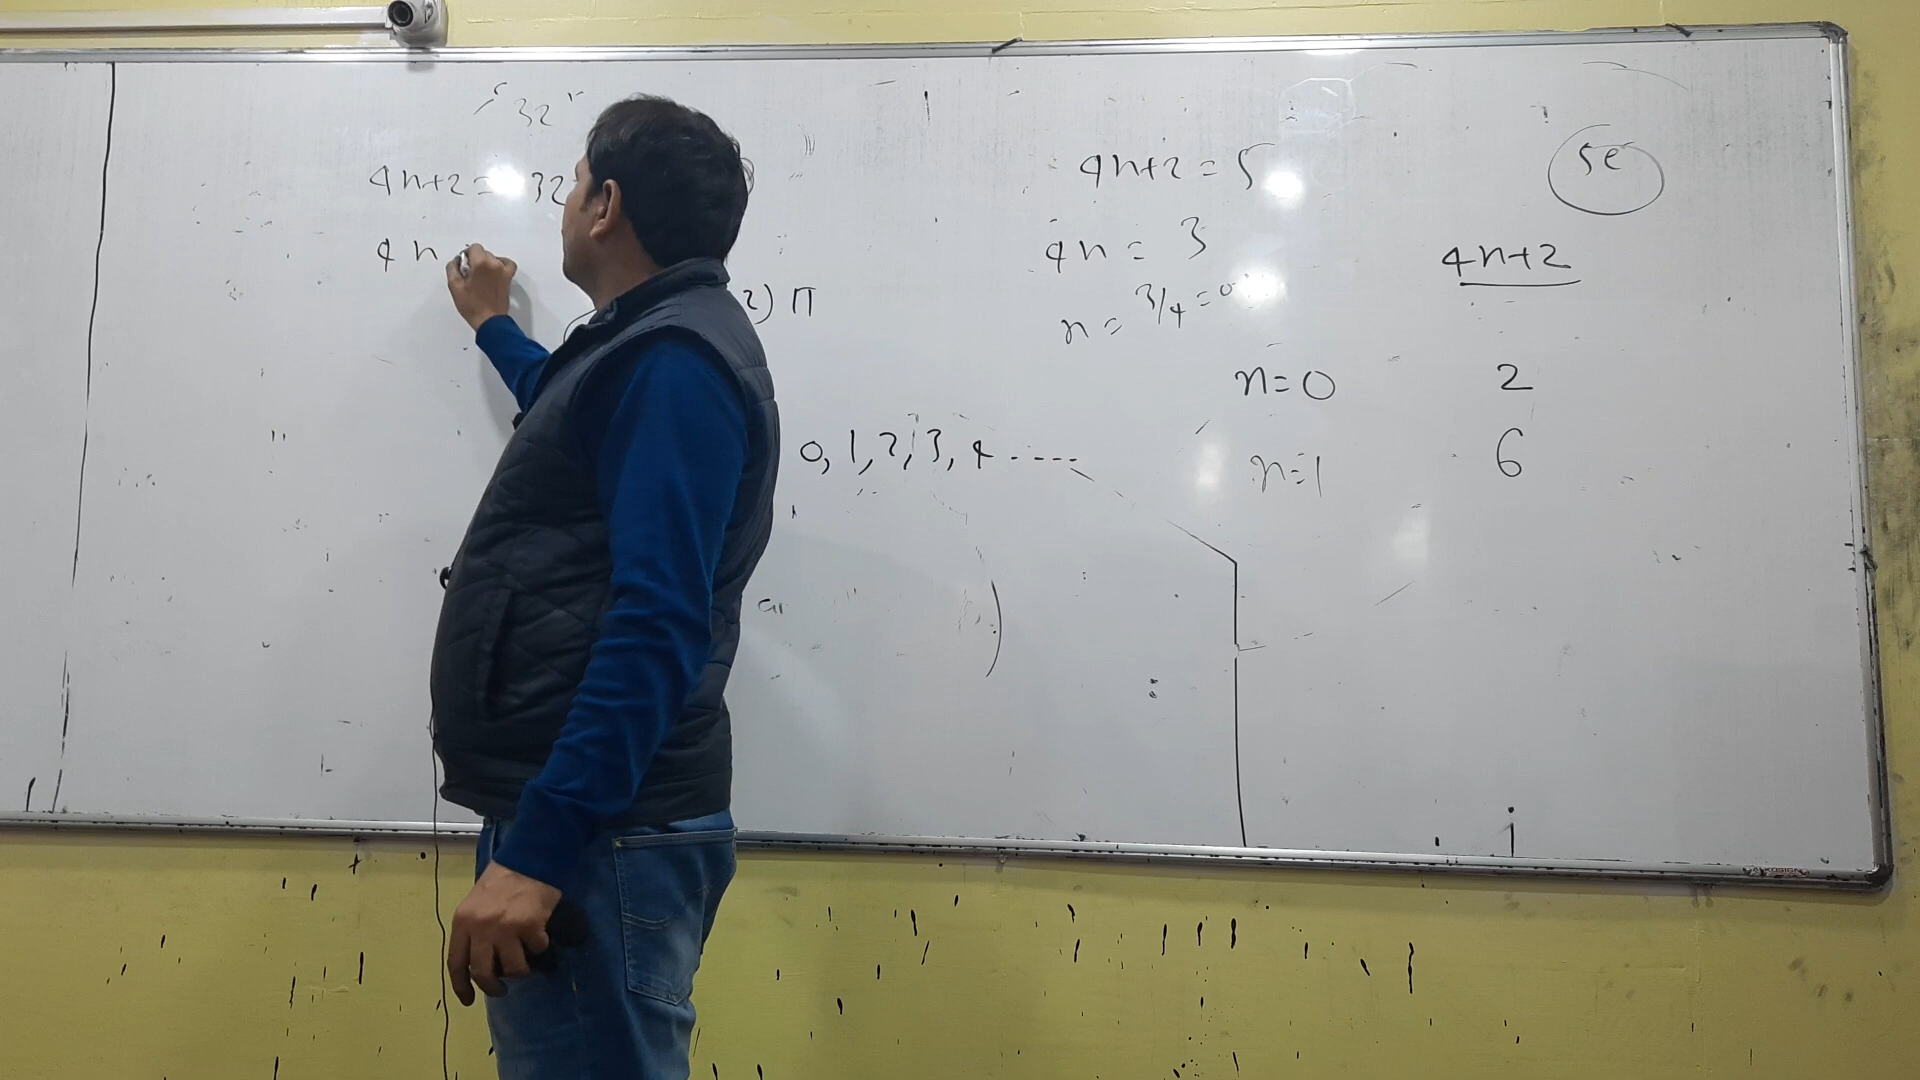 "32"
4n+2 = 32
4n
2) π
0, 1, 2, 3, 4 ....
4n+2 = 5
4n = 3
n = 3/4 = 0
5e
4n+2
n=0 2
n=1 6